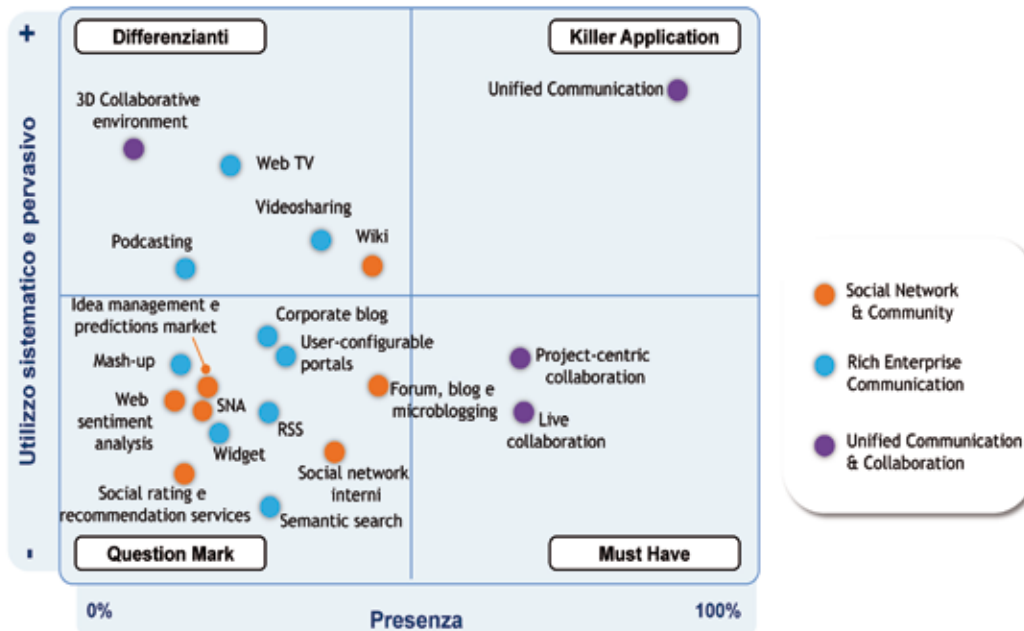 +
Utilizzo sistematico e pervasivo
-
Differenzianti
Killer Application
Unified Communication
3D Collaborative
environment
Web TV
Videosharing
Wiki
Podcasting
Idea management e
predictions market
Corporate blog
User-configurable
portals
Mash-up
Project-centric
collaboration
Web
sentiment
analysis
SNA
Forum, blog e
microblogging
RSS
Live
collaboration
Widget
Social network
interni
Social rating e
recommendation services
Semantic search
Question Mark
Must Have
0%
Presenza
100%
Social Network
& Community
Rich Enterprise
Communication
Unified Communication
& Collaboration